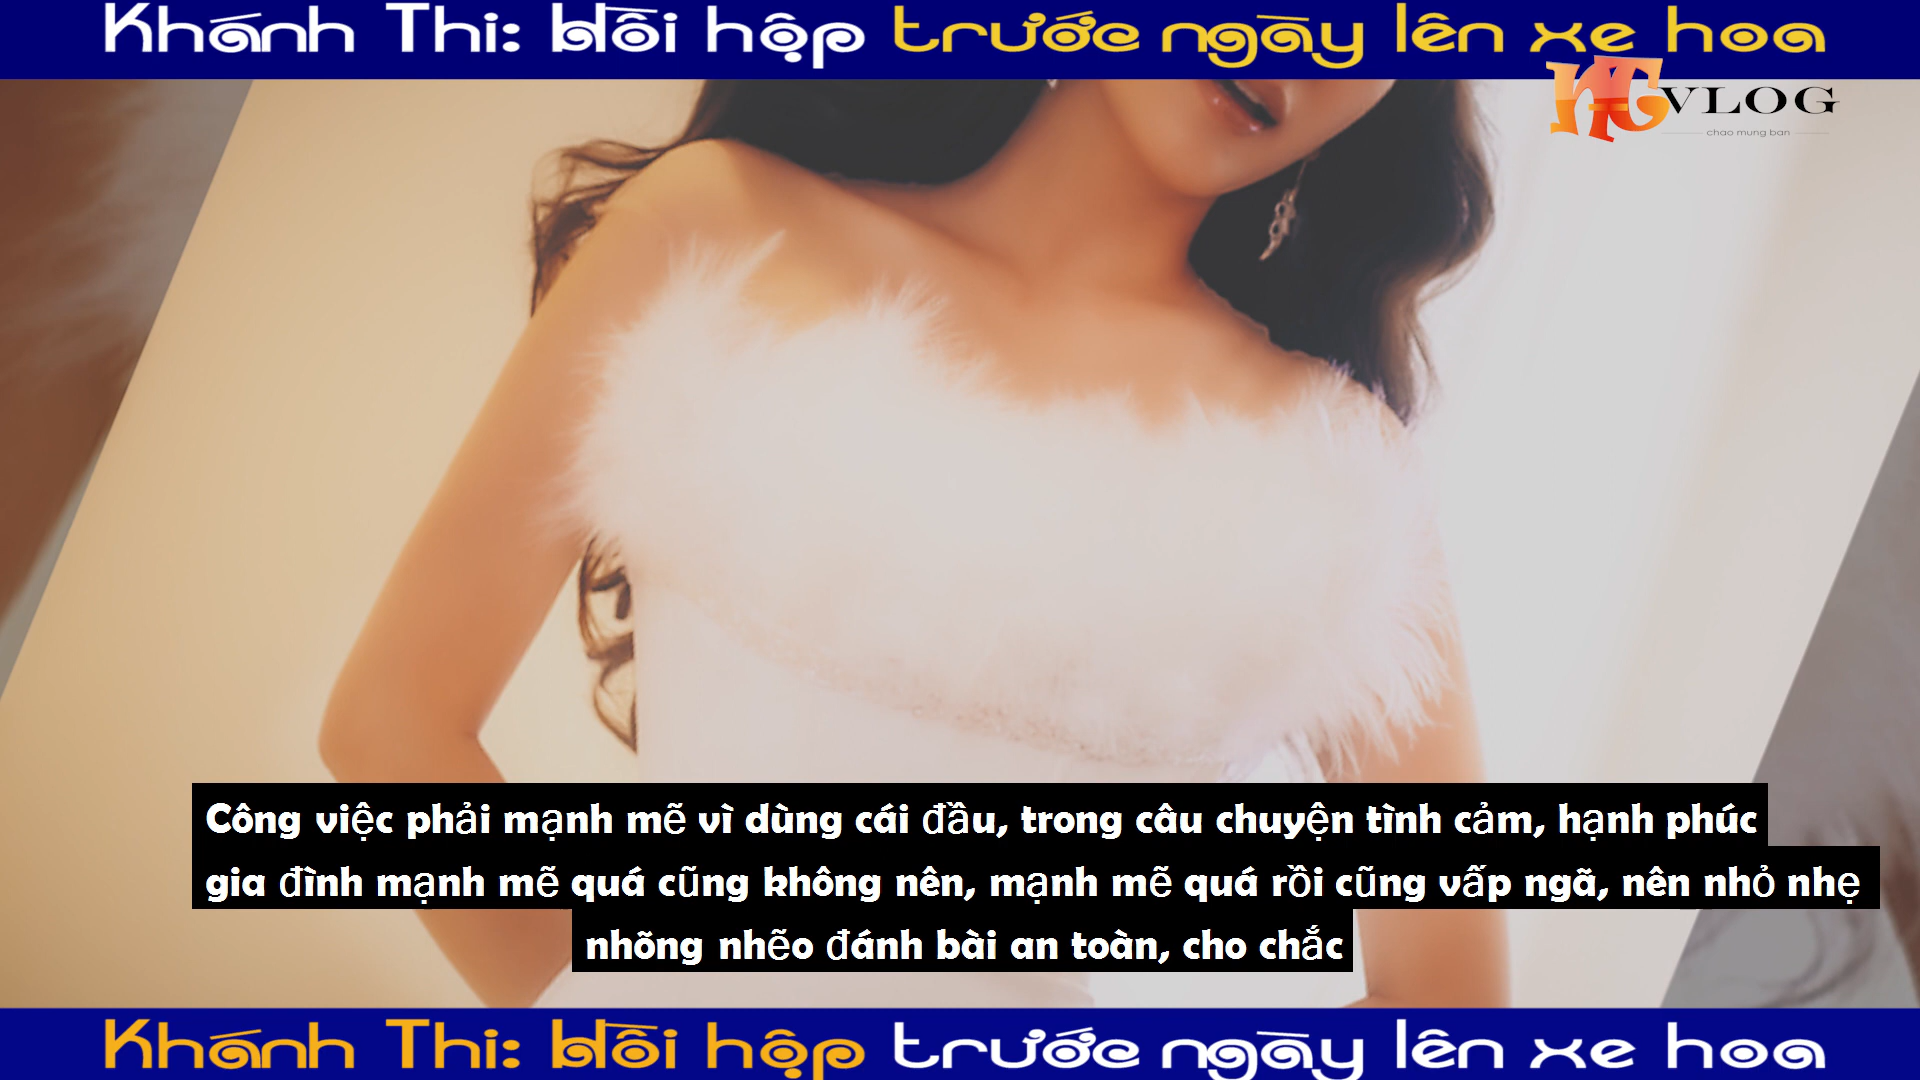 Khánh Thi: Hồi hộp trước ngày lên xe hoa
NTG VLOG
chao mung ban
Công việc phải mạnh mẽ vì dùng cái đầu, trong câu chuyện tình cảm, hạnh phúc
gia đình mạnh mẽ quá cũng không nên, mạnh mẽ quá rồi cũng vấp ngã, nên nhỏ nhẹ
nhõng nhẽo đánh bài an toàn, cho chắc
Khánh Thi: Hồi hộp trước ngày lên xe hoa